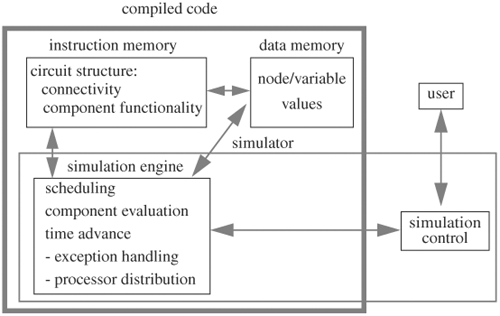 compiled code
instruction memory
data memory
circuit structure:
connectivity
component functionality
node/variable
values
user
simulator
simulation engine
scheduling
component evaluation
time advance
- exception handling
- processor distribution
simulation
control